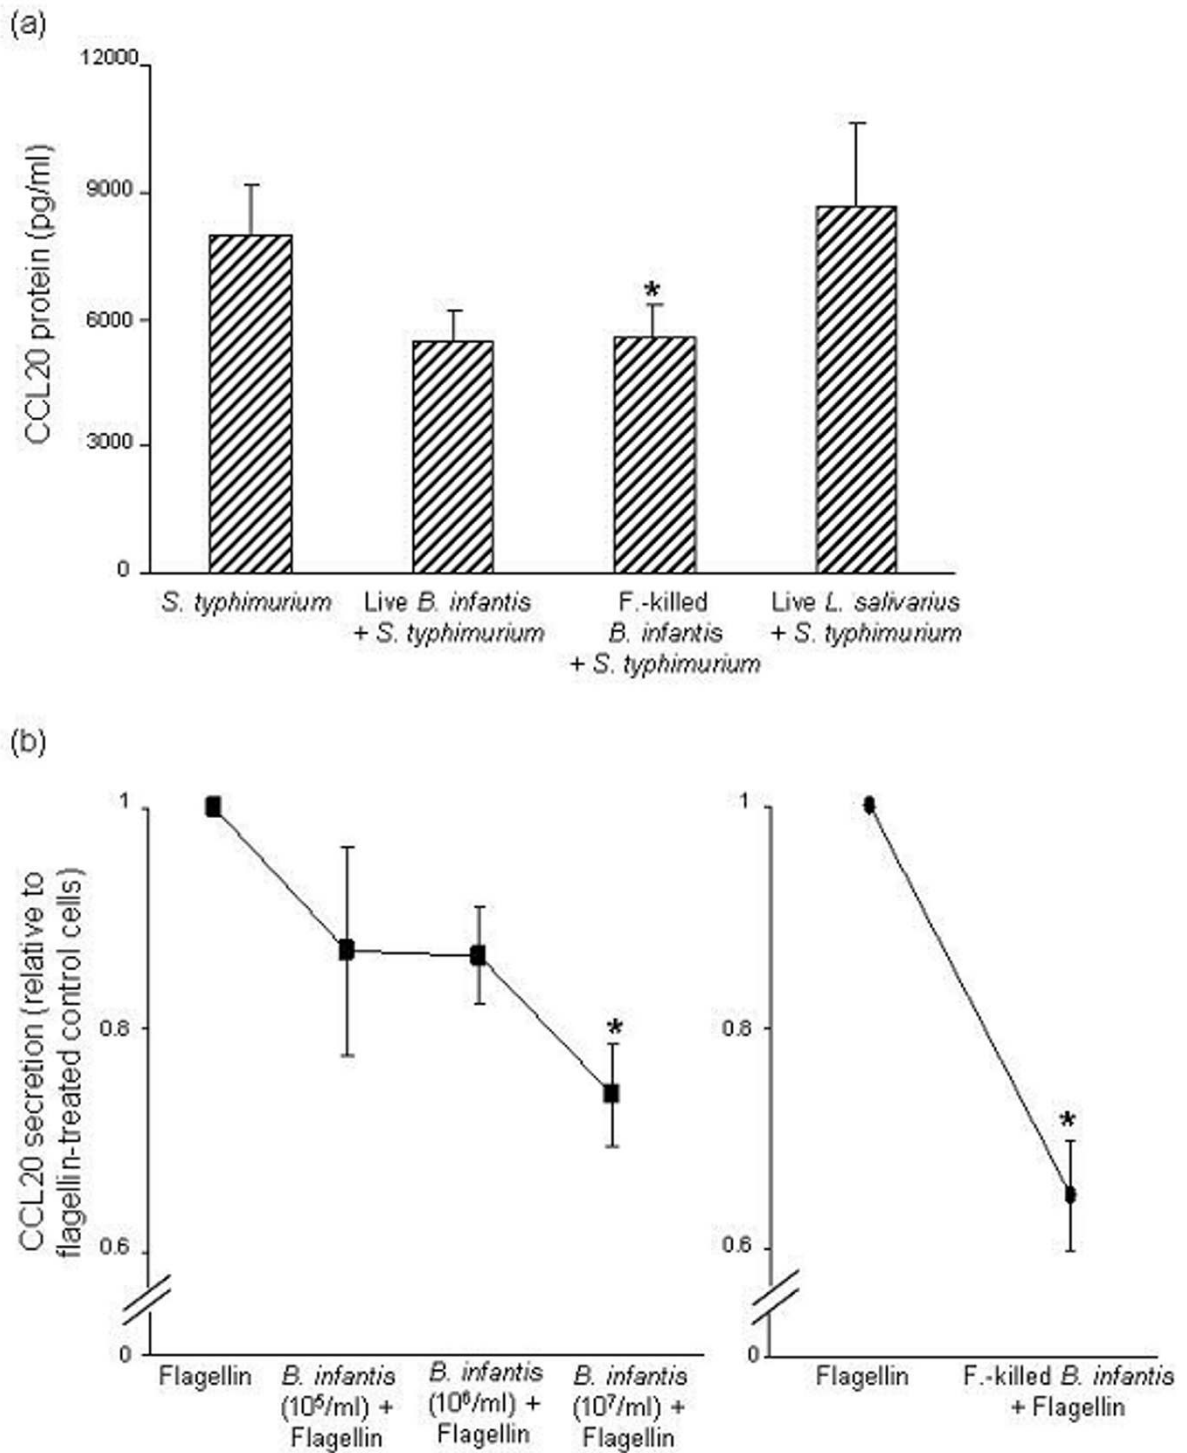 (a)
12000
9000
6000
3000
0
CCL20 protein (pg/ml)
*
S. typhimurium
Live B. infantis
+ S. typhimurium
F.-killed
B. infantis
+ S. typhimurium
Live L. salivarius
+ S. typhimurium
(b)
CCL20 secretion (relative to
flagellin-treated control cells)
1
0.8
0.6
0
*
Flagellin
B. infantis
(10⁵/ml) +
Flagellin
B. infantis
(10⁶/ml) +
Flagellin
B. infantis
(10⁷/ml) +
Flagellin
1
0.8
0.6
0
*
Flagellin
F.-killed B. infantis
+ Flagellin